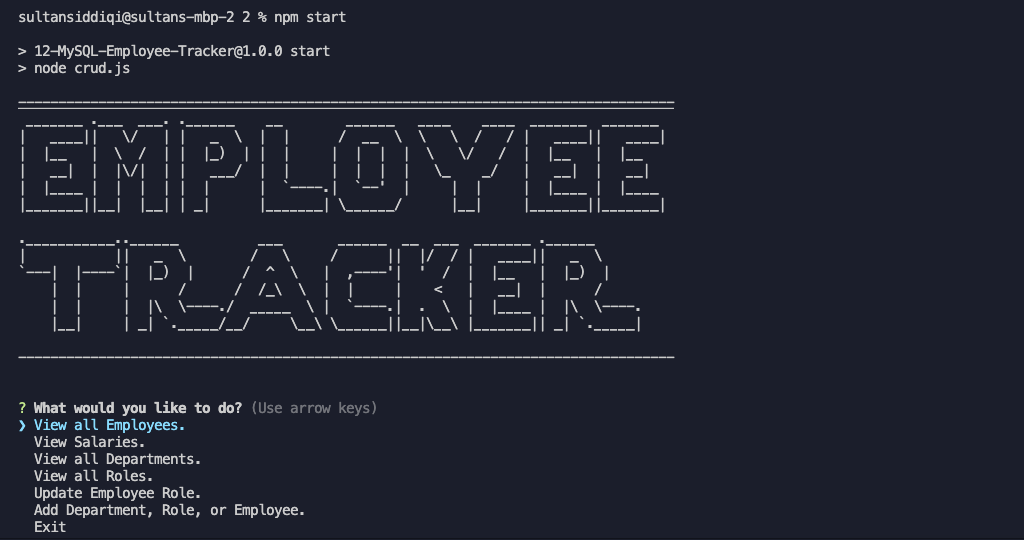 sultansiddiqi@sultans-mbp-2 2 % npm start
> 12-MySQL-Employee-Tracker@1.0.0 start
> node crud.js
EMPLOYEE
TRACKER
? What would you like to do? (Use arrow keys)
❯ View all Employees.
View Salaries.
View all Departments.
View all Roles.
Update Employee Role.
Add Department, Role, or Employee.
Exit